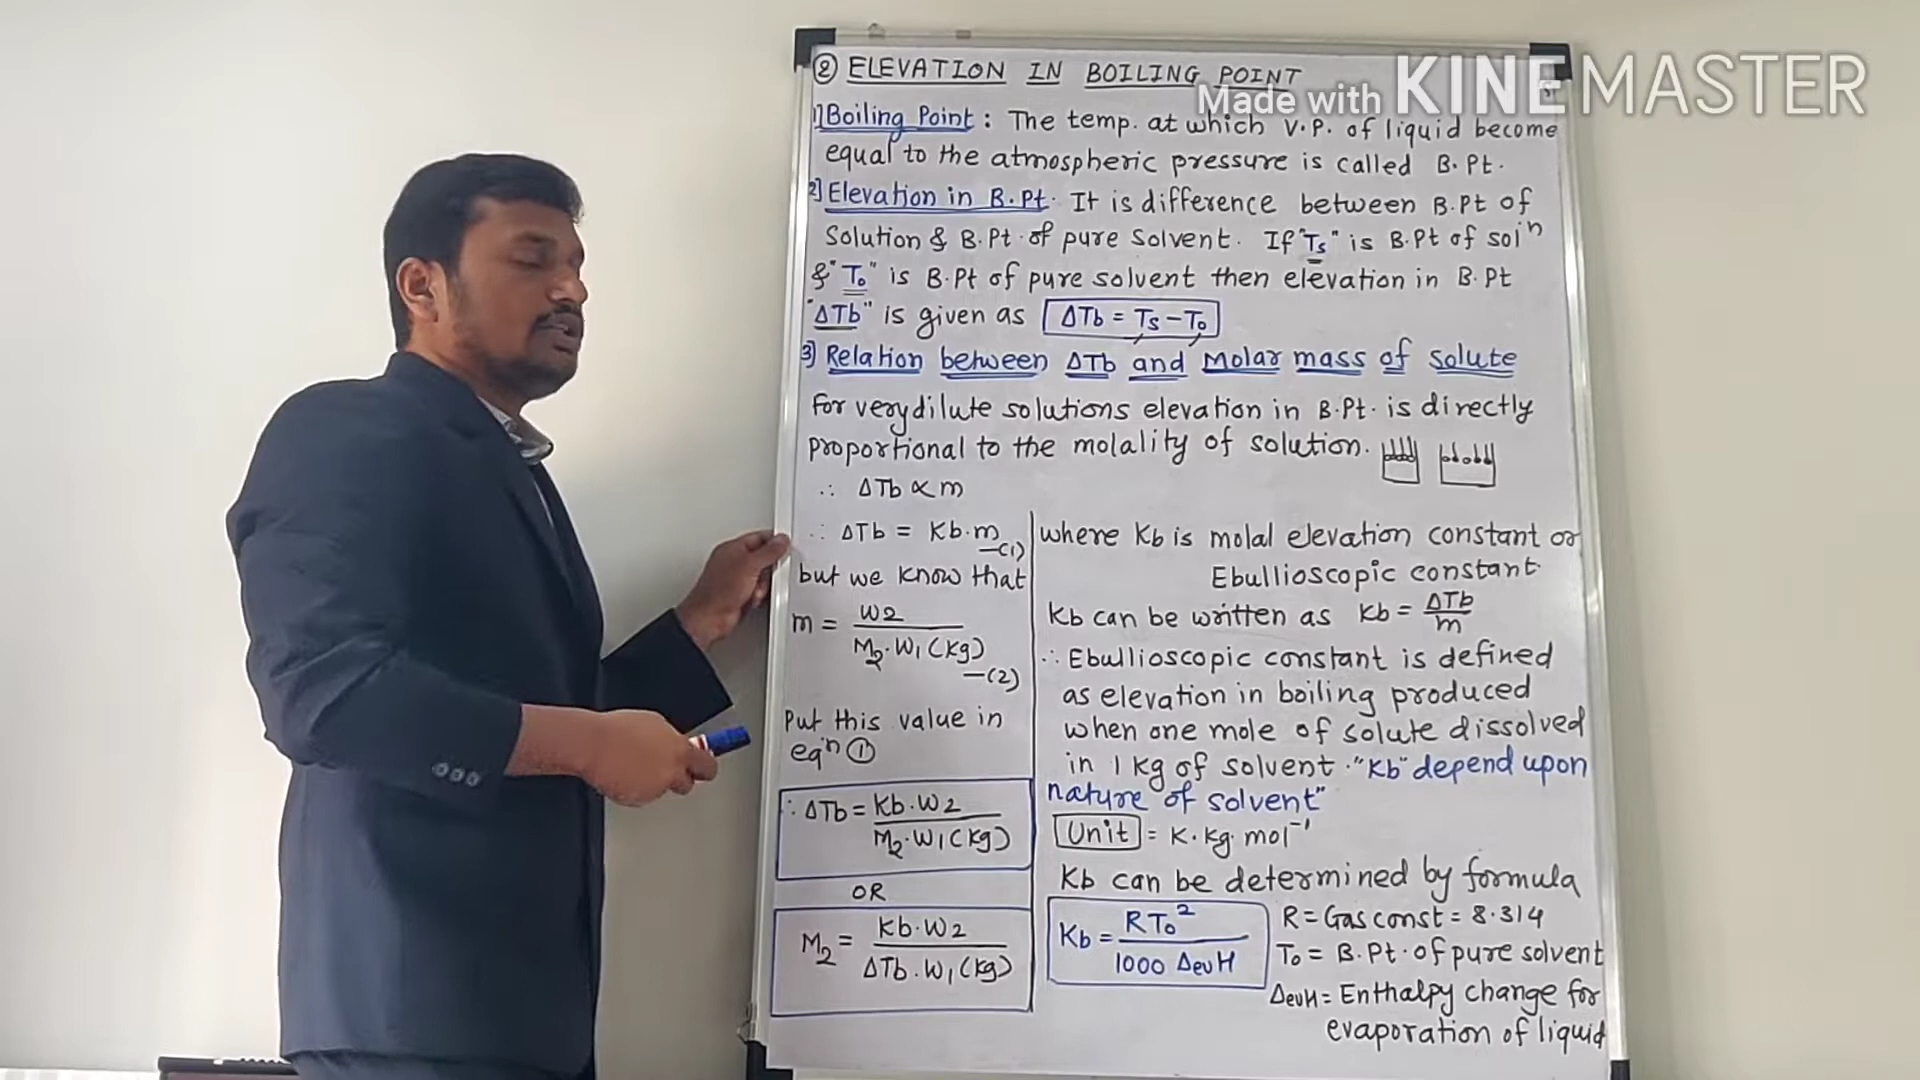 ② ELEVATION IN BOILING POINT
Made with KINEMASTER
1] Boiling Point : The temp. at which V.P. of liquid become
equal to the atmospheric pressure is called B.Pt.
2] Elevation in B.Pt. It is difference between B.Pt of
Solution & B.Pt. of pure Solvent. If "Ts" is B.Pt of solⁿ
& "T₀" is B.Pt of pure solvent then elevation in B.Pt
"ΔTb" is given as ΔTb = Ts – T₀
3] Relation between ΔTb and Molar mass of solute
For very dilute solutions elevation in B.Pt. is directly
proportional to the molality of solution.
∴ ΔTb ∝ m
∴ ΔTb = Kb·m —(1)
but we know that
m = W2 / M₂·W₁(Kg) —(2)
Put this value in
eqⁿ ①
∴ ΔTb = Kb·W2 / M₂·W₁(Kg)
OR
M₂ = Kb·W2 / ΔTb·W₁(Kg)
where Kb is molal elevation constant or
Ebullioscopic constant.
Kb can be written as Kb = ΔTb / m
∴ Ebullioscopic constant is defined
as elevation in boiling produced
when one mole of solute dissolved
in 1 Kg of solvent. "Kb" depend upon
nature of solvent"
Unit = K·Kg·mol⁻¹
Kb can be determined by formula
Kb = RT₀² / 1000 ΔevH
R = Gas const = 8.314
T₀ = B.Pt. of pure solvent
ΔevH = Enthalpy change for
evaporation of liquid